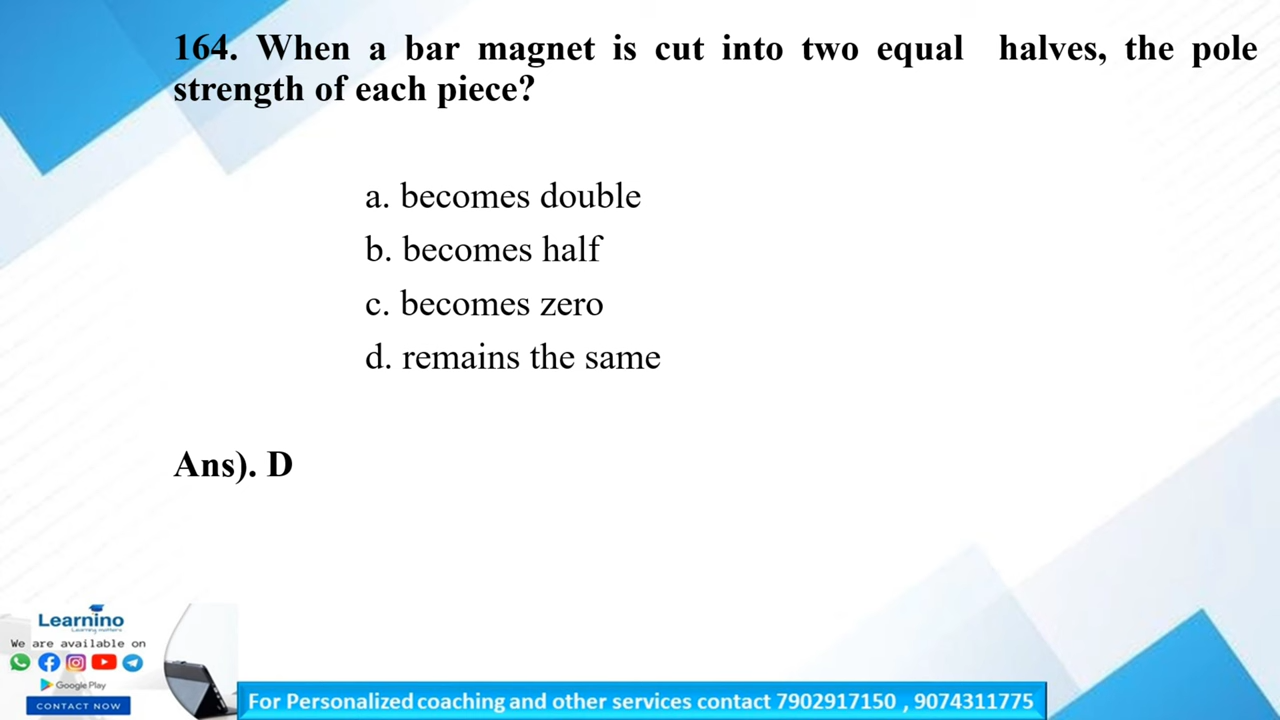 164. When a bar magnet is cut into two equal halves, the pole
strength of each piece?
a. becomes double
b. becomes half
c. becomes zero
d. remains the same
Ans). D
Learnino
Learning matters
We are available on
Google Play
CONTACT NOW
For Personalized coaching and other services contact 7902917150 , 9074311775